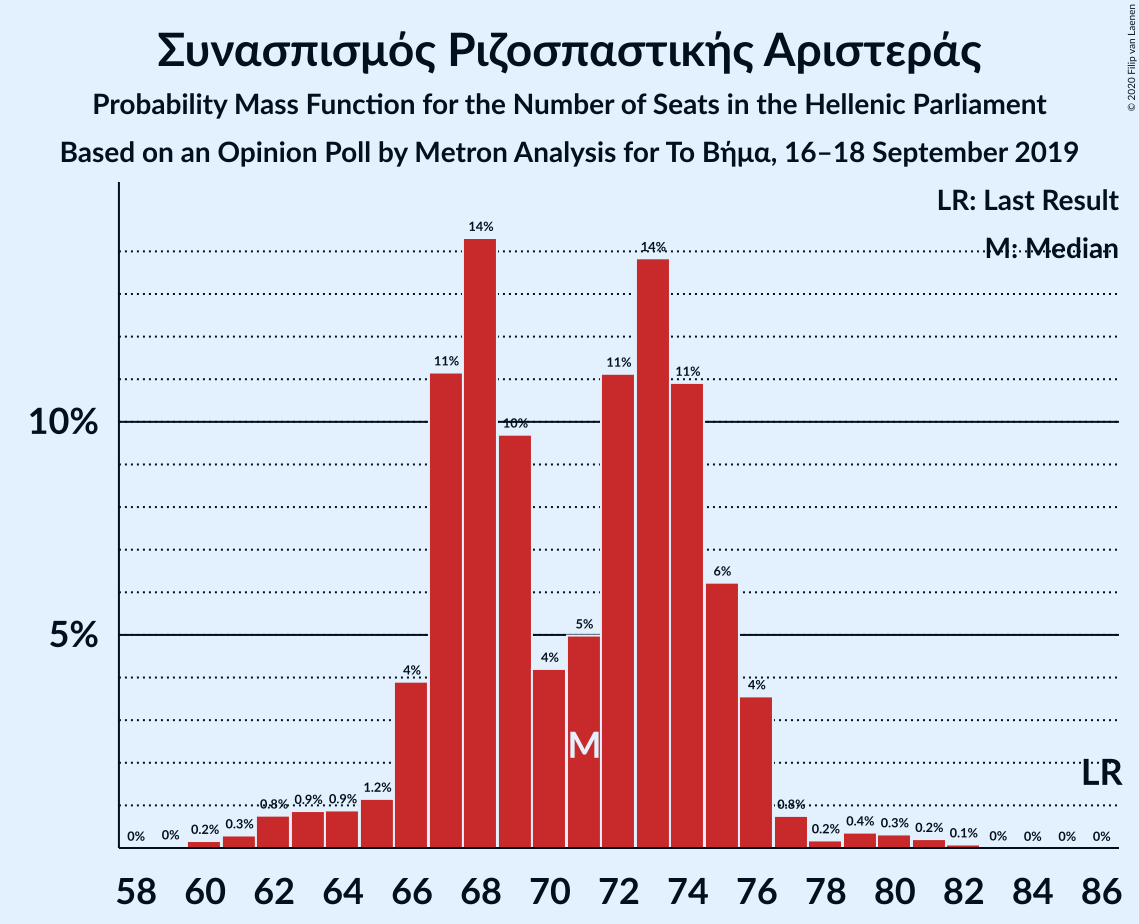 Συνασπισμός Ριζοσπαστικής Αριστεράς
Probability Mass Function for the Number of Seats in the Hellenic Parliament
Based on an Opinion Poll by Metron Analysis for Το Βήμα, 16–18 September 2019
© 2020 Filip van Laenen
LR: Last Result
M: Median
10%
5%
0% 0% 0.2% 0.3% 0.8% 0.9% 0.9% 1.2% 4% 11% 14% 10% 4% 5% 11% 14% 11% 6% 4% 0.8% 0.2% 0.4% 0.3% 0.2% 0.1% 0% 0% 0% 0%
M
LR
58 60 62 64 66 68 70 72 74 76 78 80 82 84 86